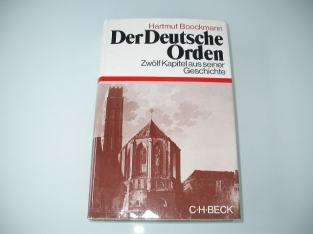 Hartmut Boockmann
Der Deutsche
Orden
Zwölf Kapitel aus seiner
Geschichte
C·H·BECK